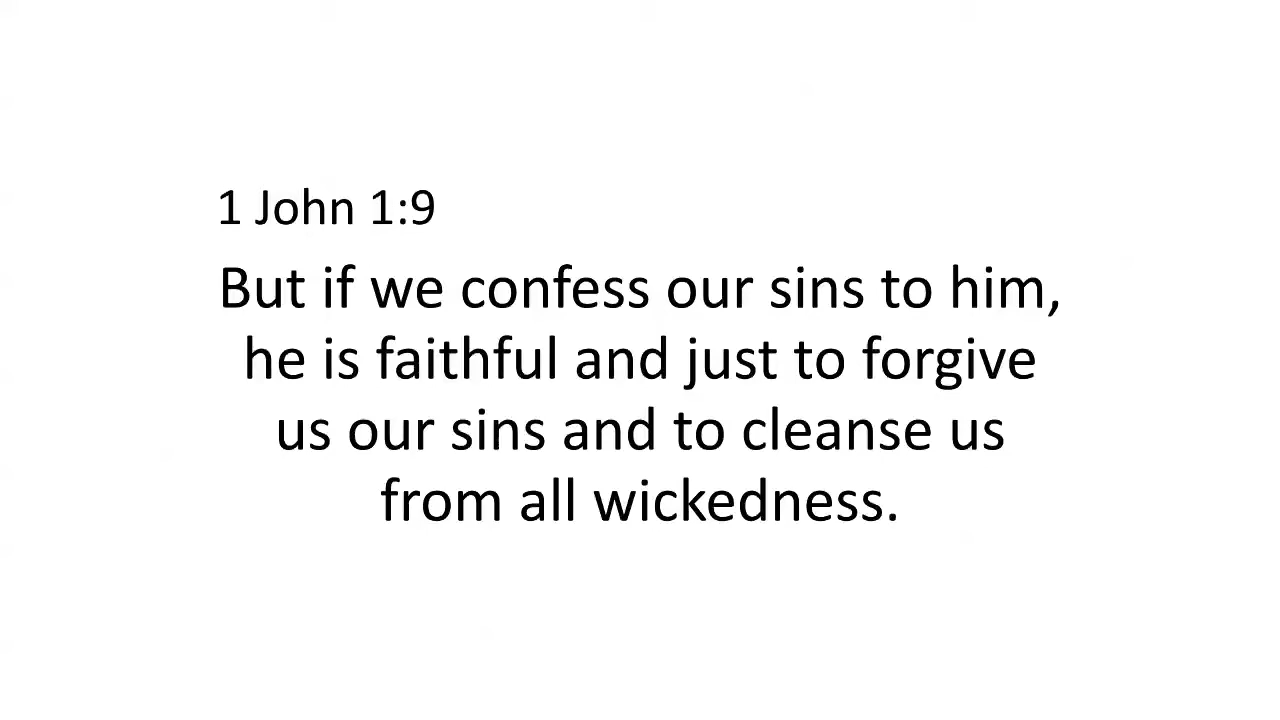 1 John 1:9
But if we confess our sins to him,
he is faithful and just to forgive
us our sins and to cleanse us
from all wickedness.